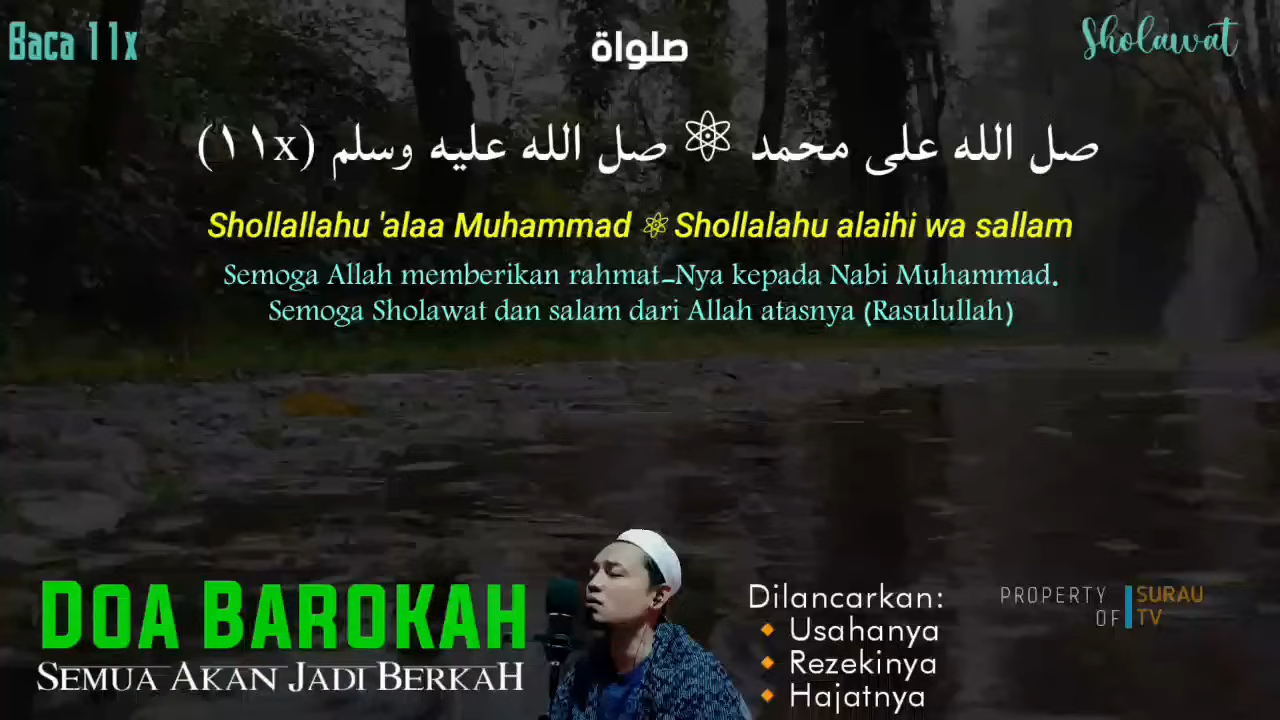 Baca 11x
صلواة
Sholawat
صل الله على محمد ⚛ صل الله عليه وسلم (١١x)
Shollallahu 'alaa Muhammad ⚛ Shollalahu alaihi wa sallam
Semoga Allah memberikan rahmat-Nya kepada Nabi Muhammad.
Semoga Sholawat dan salam dari Allah atasnya (Rasulullah)
DOA BAROKAH
SEMUA AKAN JADI BERKAH
Dilancarkan:
🔸 Usahanya
🔸 Rezekinya
🔸 Hajatnya
PROPERTY OF
SURAU TV